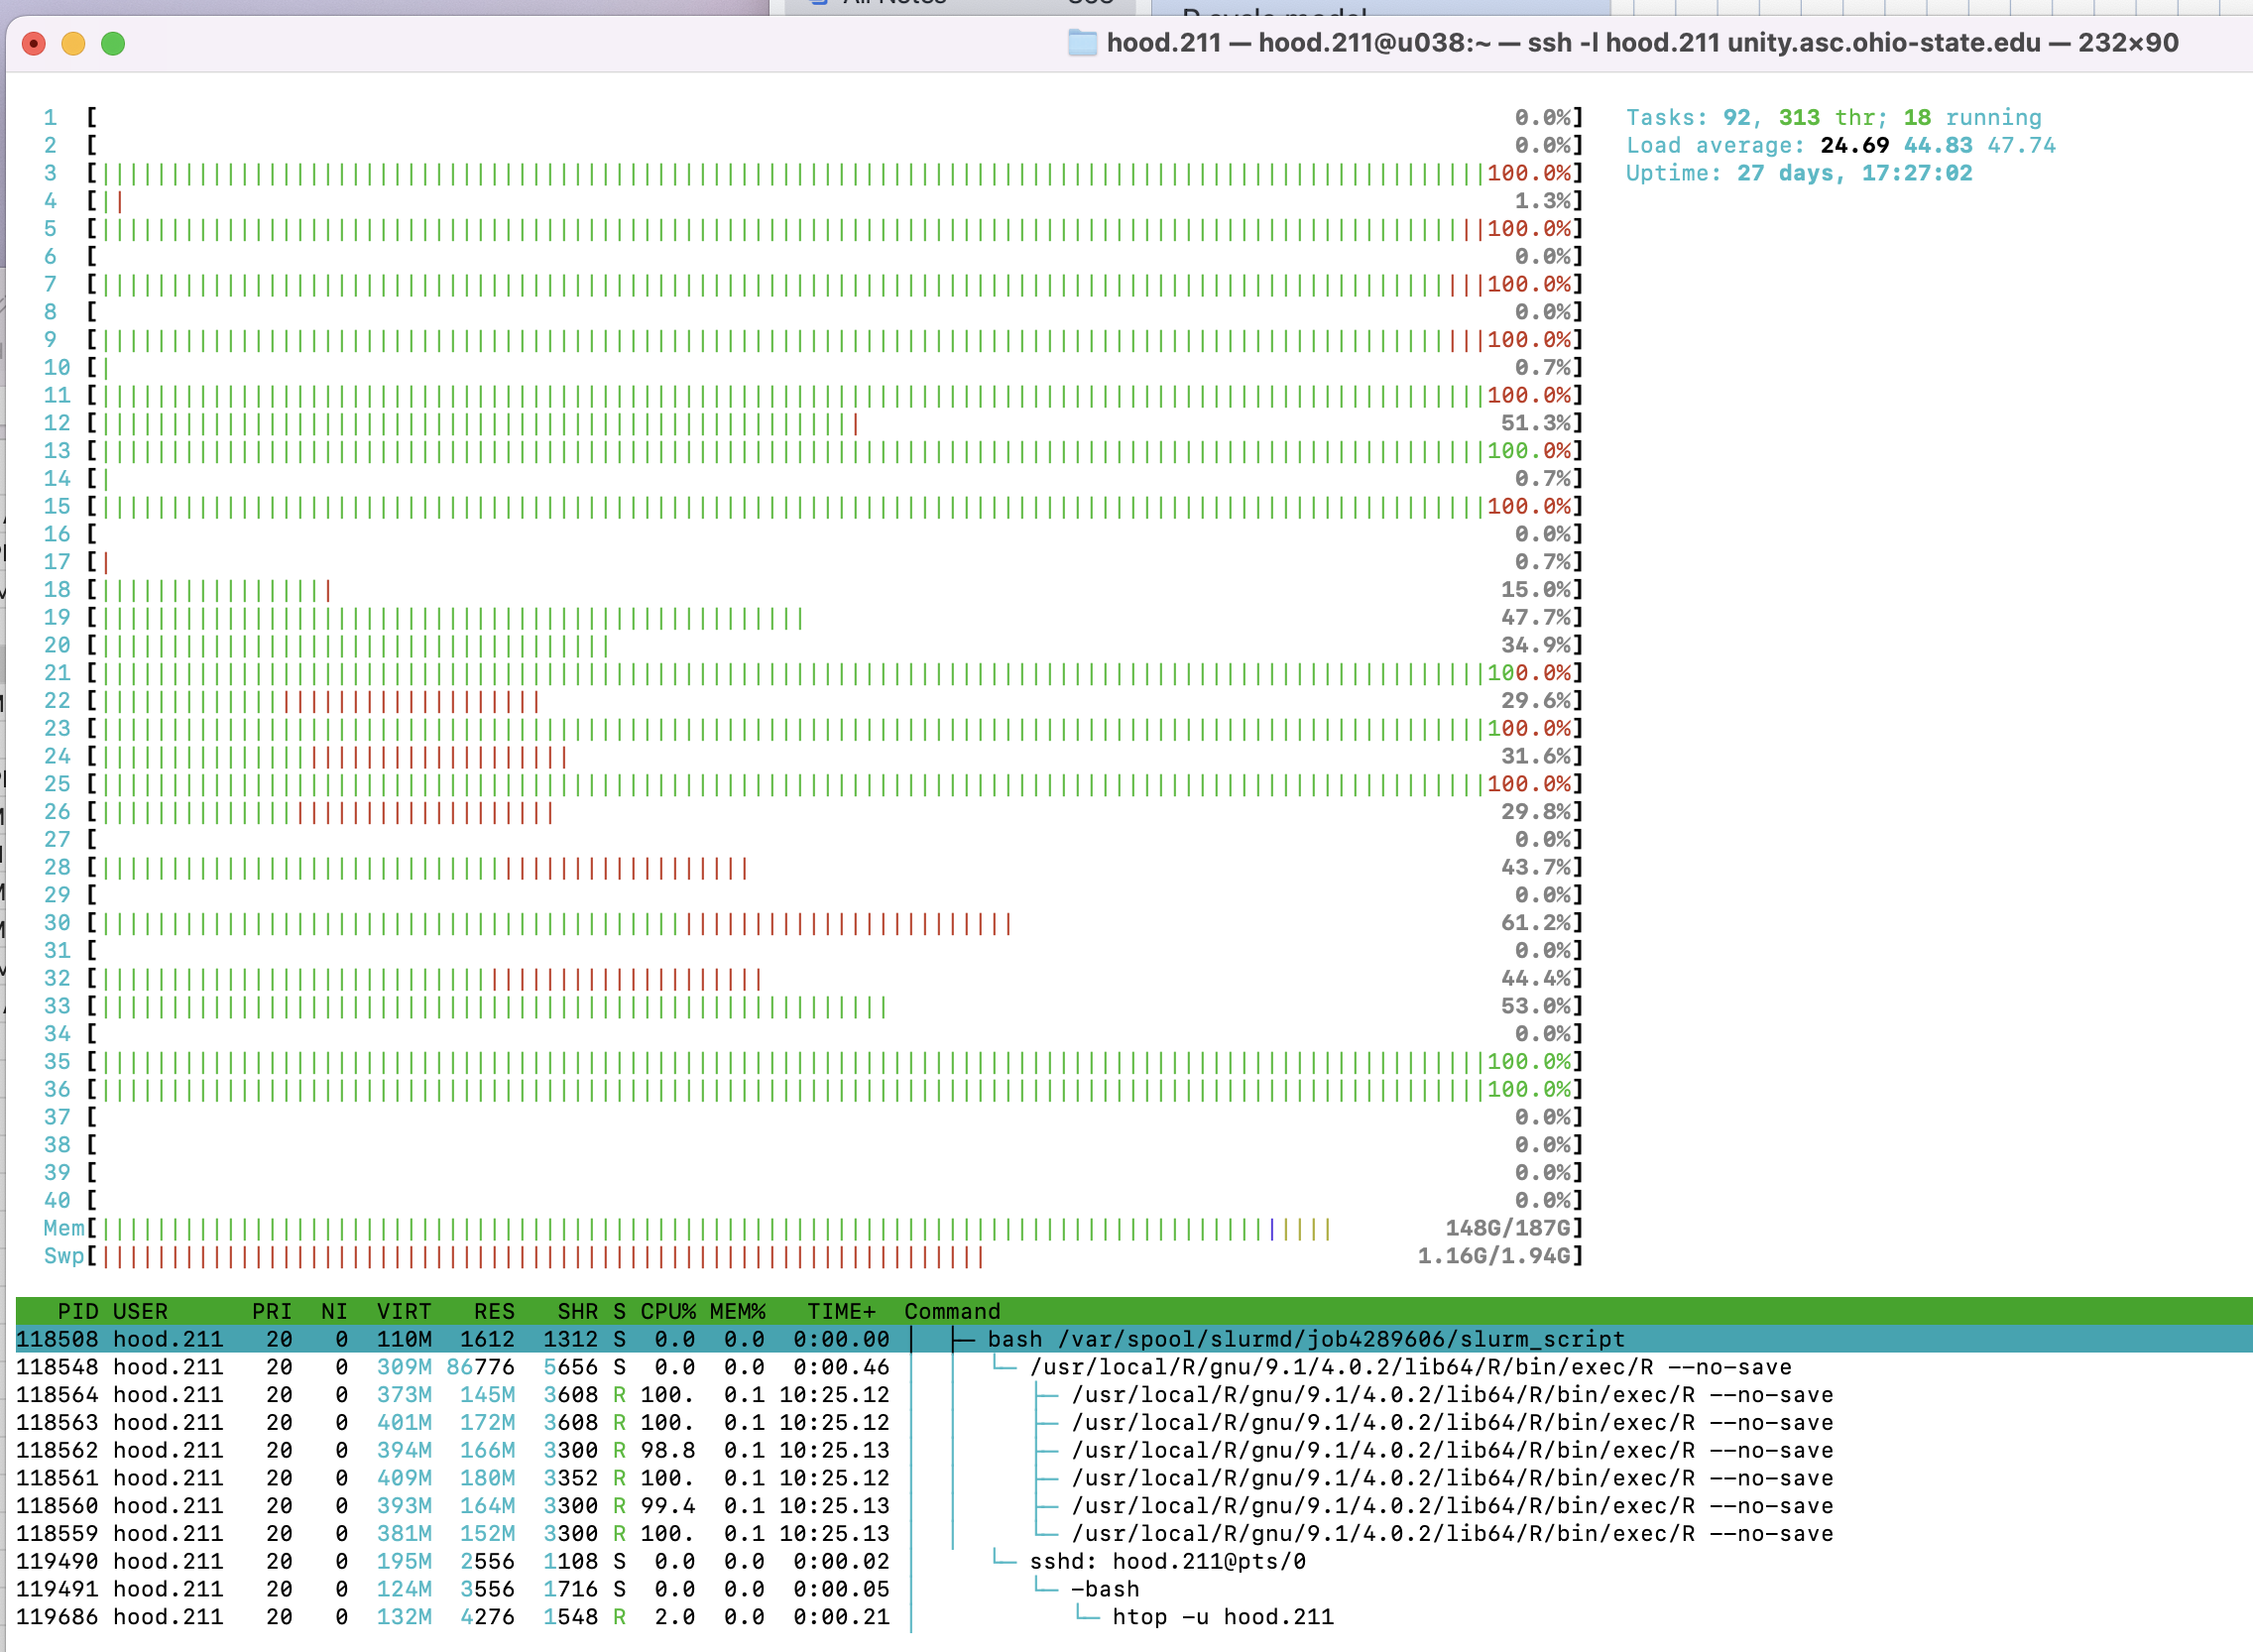 All Notes
P cycle model
hood.211 — hood.211@u038:~ — ssh -l hood.211 unity.asc.ohio-state.edu — 232×90
1 [ 0.0%] Tasks: 92, 313 thr; 18 running
2 [ 0.0%] Load average: 24.69 44.83 47.74
3 [ 100.0%] Uptime: 27 days, 17:27:02
4 [ 1.3%]
5 [ 100.0%]
6 [ 0.0%]
7 [ 100.0%]
8 [ 0.0%]
9 [ 100.0%]
10 [ 0.7%]
11 [ 100.0%]
12 [ 51.3%]
13 [ 100.0%]
14 [ 0.7%]
15 [ 100.0%]
16 [ 0.0%]
17 [ 0.7%]
18 [ 15.0%]
19 [ 47.7%]
20 [ 34.9%]
21 [ 100.0%]
22 [ 29.6%]
23 [ 100.0%]
24 [ 31.6%]
25 [ 100.0%]
26 [ 29.8%]
27 [ 0.0%]
28 [ 43.7%]
29 [ 0.0%]
30 [ 61.2%]
31 [ 0.0%]
32 [ 44.4%]
33 [ 53.0%]
34 [ 0.0%]
35 [ 100.0%]
36 [ 100.0%]
37 [ 0.0%]
38 [ 0.0%]
39 [ 0.0%]
40 [ 0.0%]
Mem[ 148G/187G]
Swp[ 1.16G/1.94G]
PID USER PRI NI VIRT RES SHR S CPU% MEM% TIME+ Command
118508 hood.211 20 0 110M 1612 1312 S 0.0 0.0 0:00.00 bash /var/spool/slurmd/job4289606/slurm_script
118548 hood.211 20 0 309M 86776 5656 S 0.0 0.0 0:00.46 /usr/local/R/gnu/9.1/4.0.2/lib64/R/bin/exec/R --no-save
118564 hood.211 20 0 373M 145M 3608 R 100. 0.1 10:25.12 /usr/local/R/gnu/9.1/4.0.2/lib64/R/bin/exec/R --no-save
118563 hood.211 20 0 401M 172M 3608 R 100. 0.1 10:25.12 /usr/local/R/gnu/9.1/4.0.2/lib64/R/bin/exec/R --no-save
118562 hood.211 20 0 394M 166M 3300 R 98.8 0.1 10:25.13 /usr/local/R/gnu/9.1/4.0.2/lib64/R/bin/exec/R --no-save
118561 hood.211 20 0 409M 180M 3352 R 100. 0.1 10:25.12 /usr/local/R/gnu/9.1/4.0.2/lib64/R/bin/exec/R --no-save
118560 hood.211 20 0 393M 164M 3300 R 99.4 0.1 10:25.13 /usr/local/R/gnu/9.1/4.0.2/lib64/R/bin/exec/R --no-save
118559 hood.211 20 0 381M 152M 3300 R 100. 0.1 10:25.13 /usr/local/R/gnu/9.1/4.0.2/lib64/R/bin/exec/R --no-save
119490 hood.211 20 0 195M 2556 1108 S 0.0 0.0 0:00.02 sshd: hood.211@pts/0
119491 hood.211 20 0 124M 3556 1716 S 0.0 0.0 0:00.05 -bash
119686 hood.211 20 0 132M 4276 1548 R 2.0 0.0 0:00.21 htop -u hood.211